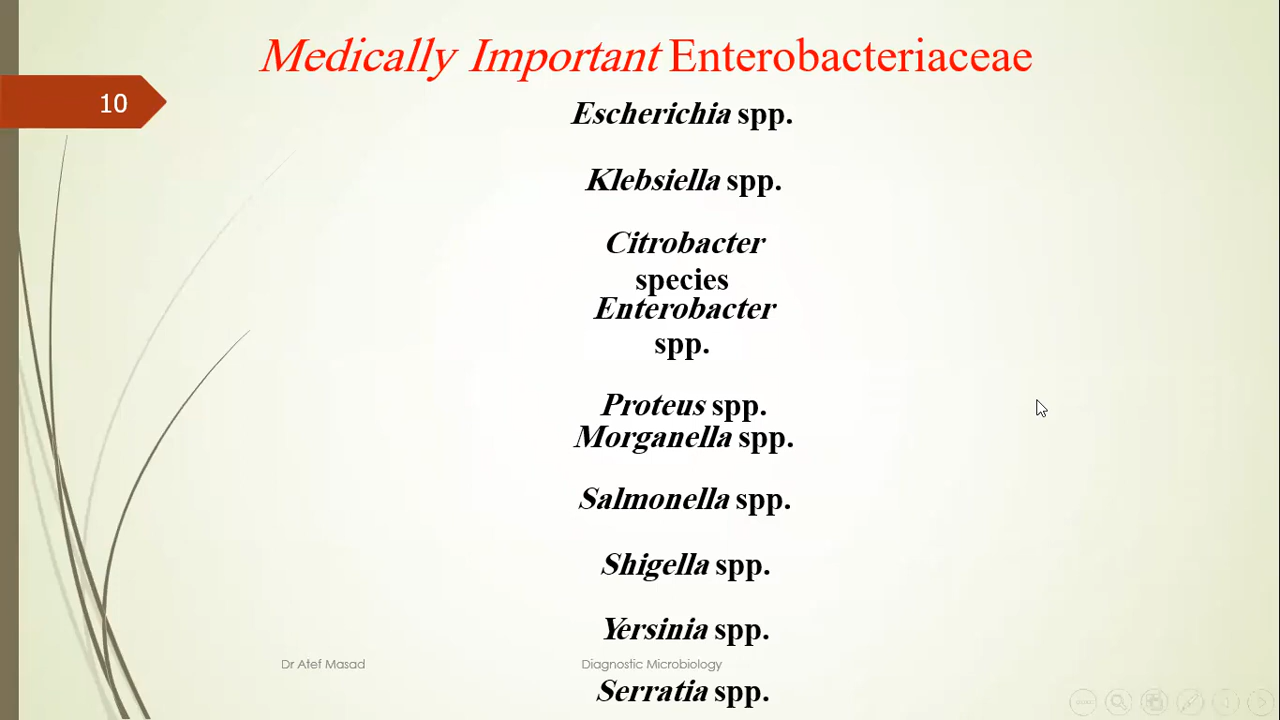 Medically Important Enterobacteriaceae
10
Escherichia spp.
Klebsiella spp.
Citrobacter
species
Enterobacter
spp.
Proteus spp.
Morganella spp.
Salmonella spp.
Shigella spp.
Yersinia spp.
Dr Atef Masad
Diagnostic Microbiology
Serratia spp.